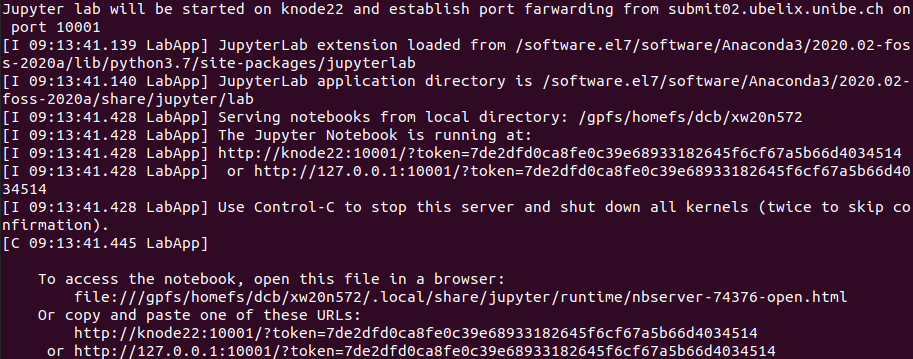 Jupyter lab will be started on knode22 and establish port farwarding from submit02.ubelix.unibe.ch on
 port 10001
[I 09:13:41.139 LabApp] JupyterLab extension loaded from /software.el7/software/Anaconda3/2020.02-fos
s-2020a/lib/python3.7/site-packages/jupyterlab
[I 09:13:41.140 LabApp] JupyterLab application directory is /software.el7/software/Anaconda3/2020.02-
foss-2020a/share/jupyter/lab
[I 09:13:41.428 LabApp] Serving notebooks from local directory: /gpfs/homefs/dcb/xw20n572
[I 09:13:41.428 LabApp] The Jupyter Notebook is running at:
[I 09:13:41.428 LabApp] http://knode22:10001/?token=7de2dfd0ca8fe0c39e68933182645f6cf67a5b66d4034514
[I 09:13:41.428 LabApp]  or http://127.0.0.1:10001/?token=7de2dfd0ca8fe0c39e68933182645f6cf67a5b66d40
34514
[I 09:13:41.428 LabApp] Use Control-C to stop this server and shut down all kernels (twice to skip co
nfirmation).
[C 09:13:41.445 LabApp]
    To access the notebook, open this file in a browser:
        file:///gpfs/homefs/dcb/xw20n572/.local/share/jupyter/runtime/nbserver-74376-open.html
    Or copy and paste one of these URLs:
        http://knode22:10001/?token=7de2dfd0ca8fe0c39e68933182645f6cf67a5b66d4034514
     or http://127.0.0.1:10001/?token=7de2dfd0ca8fe0c39e68933182645f6cf67a5b66d4034514